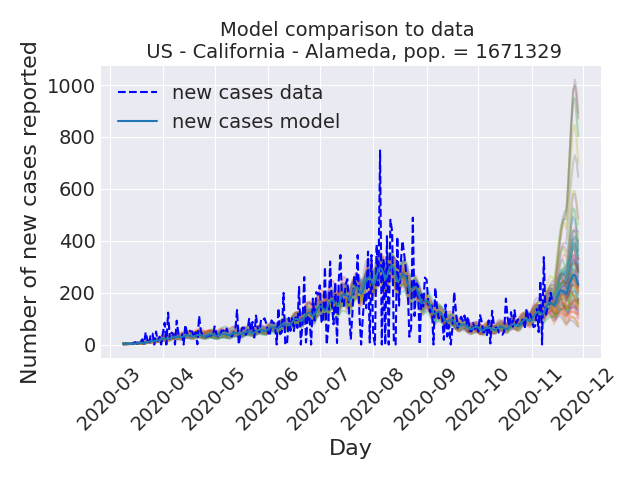 Model comparison to data
US - California - Alameda, pop. = 1671329
Number of new cases reported
1000
800
600
400
200
0
new cases data
new cases model
2020-03
2020-04
2020-05
2020-06
2020-07
2020-08
2020-09
2020-10
2020-11
2020-12
Day